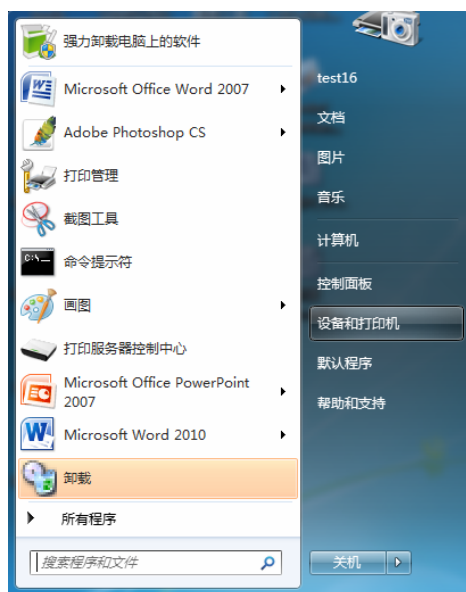 强力卸载电脑上的软件
Microsoft Office Word 2007
Adobe Photoshop CS
打印管理
截图工具
C:\_
命令提示符
画图
打印服务器控制中心
Microsoft Office PowerPoint
2007
Microsoft Word 2010
卸载
所有程序
搜索程序和文件
test16
文档
图片
音乐
计算机
控制面板
设备和打印机
默认程序
帮助和支持
关机